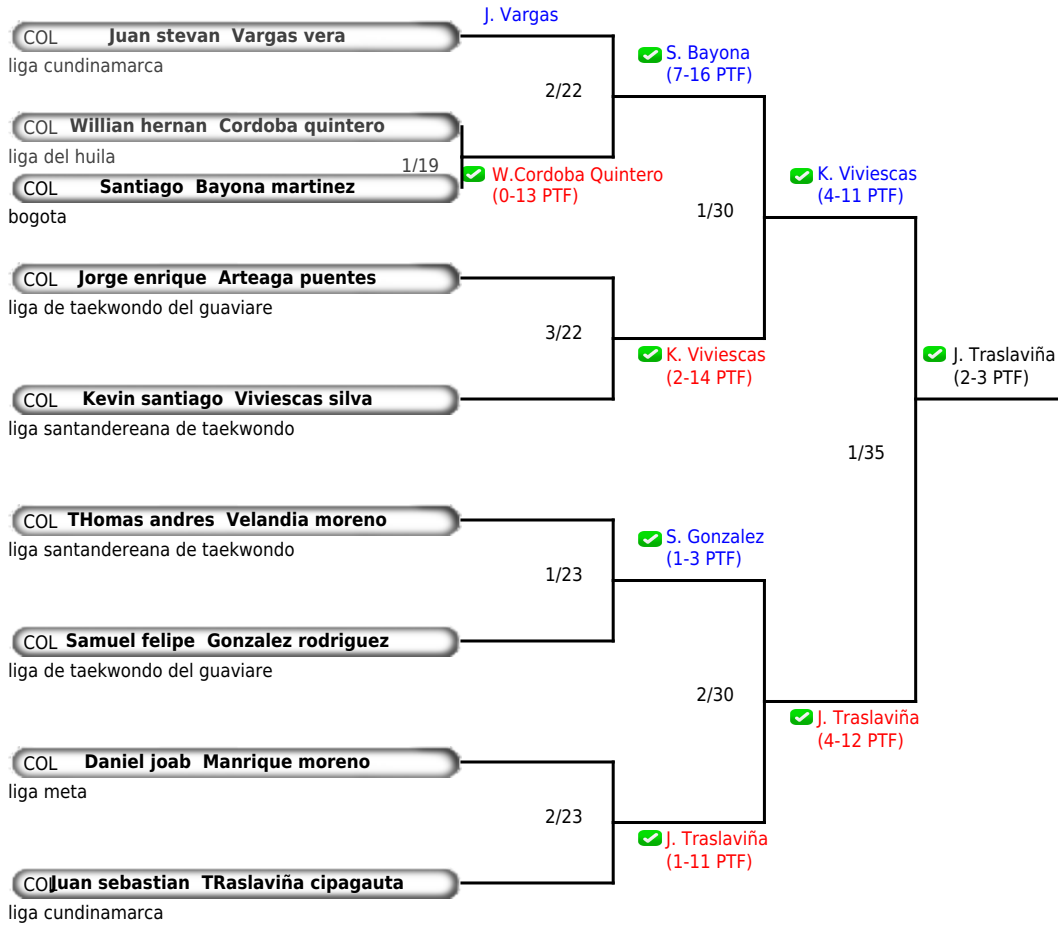 J. Vargas
COL Juan stevan Vargas vera
liga cundinamarca
S. Bayona
(7-16 PTF)
2/22
COL Willian hernan Cordoba quintero
liga del huila
1/19
W.Cordoba Quintero
(0-13 PTF)
COL Santiago Bayona martinez
bogota
K. Viviescas
(4-11 PTF)
1/30
COL Jorge enrique Arteaga puentes
liga de taekwondo del guaviare
3/22
K. Viviescas
(2-14 PTF)
J. Traslaviña
(2-3 PTF)
COL Kevin santiago Viviescas silva
liga santandereana de taekwondo
1/35
COL THomas andres Velandia moreno
liga santandereana de taekwondo
S. Gonzalez
(1-3 PTF)
1/23
COL Samuel felipe Gonzalez rodriguez
liga de taekwondo del guaviare
2/30
J. Traslaviña
(4-12 PTF)
COL Daniel joab Manrique moreno
liga meta
2/23
J. Traslaviña
(1-11 PTF)
COL Juan sebastian TRaslaviña cipagauta
liga cundinamarca